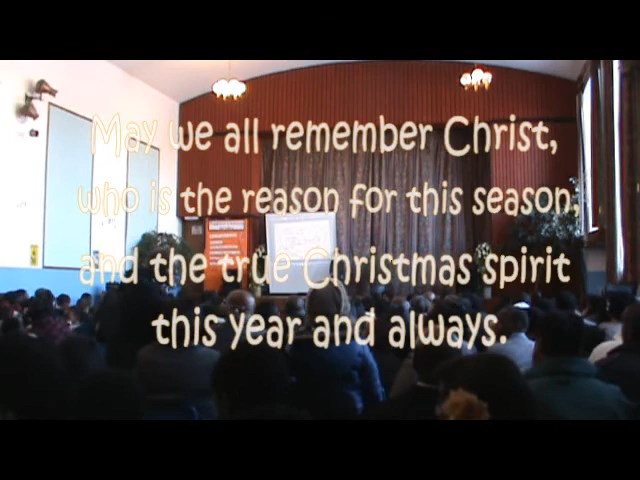 May we all remember Christ,
who is the reason for this season,
and the true Christmas spirit
this year and always.